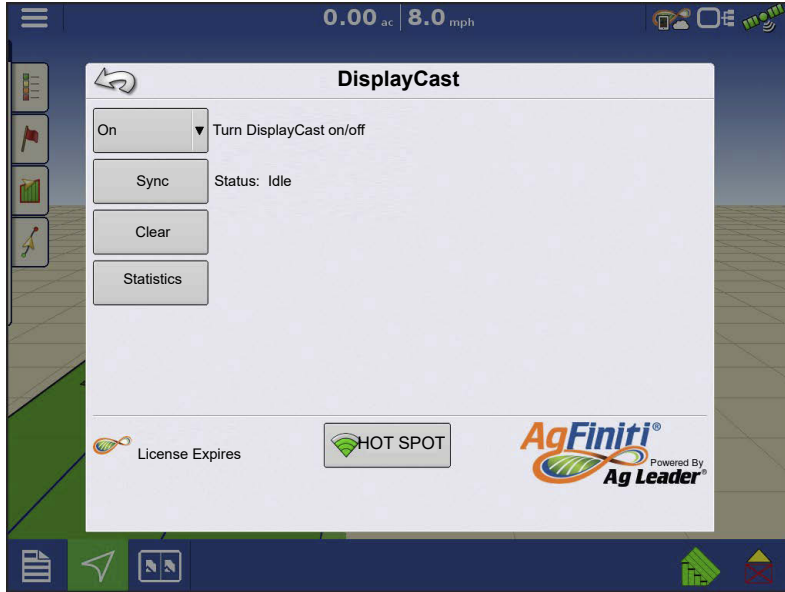 0.00 ac 8.0 mph
DisplayCast
On ▼ Turn DisplayCast on/off
Sync Status: Idle
Clear
Statistics
License Expires
HOT SPOT
AgFiniti®
Powered By
Ag Leader®